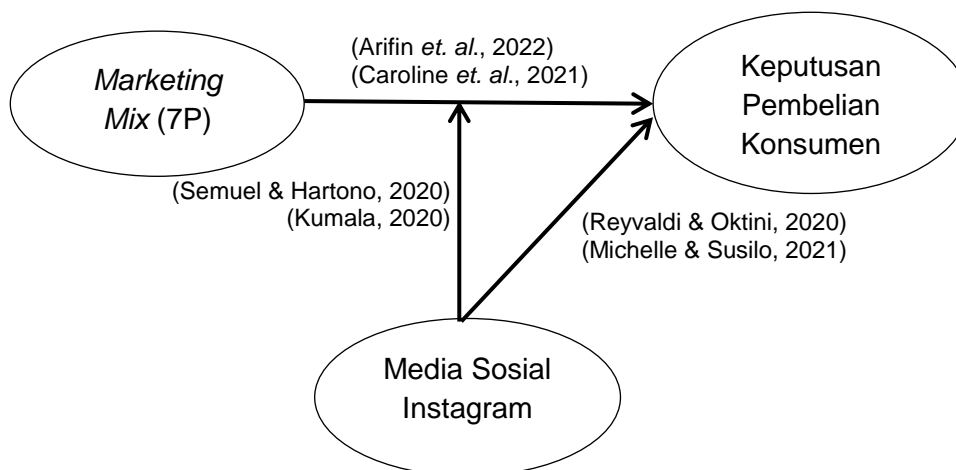 Marketing
Mix (7P)
(Arifin et. al., 2022)
(Caroline et. al., 2021)
Keputusan
Pembelian
Konsumen
(Semuel & Hartono, 2020)
(Kumala, 2020)
(Reyvaldi & Oktini, 2020)
(Michelle & Susilo, 2021)
Media Sosial
Instagram